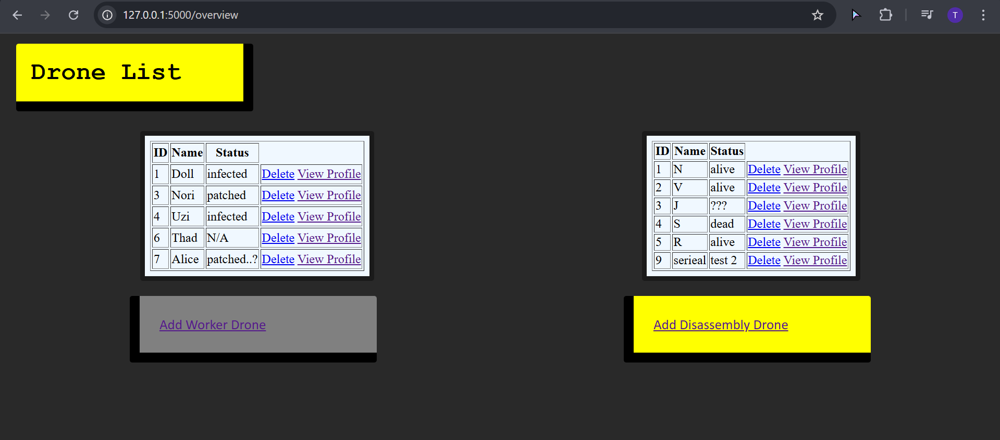 127.0.0.1:5000/overview
T
Drone List
ID Name Status
1 Doll infected Delete View Profile
3 Nori patched Delete View Profile
4 Uzi infected Delete View Profile
6 Thad N/A Delete View Profile
7 Alice patched..? Delete View Profile
Add Worker Drone
ID Name Status
1 N alive Delete View Profile
2 V alive Delete View Profile
3 J ??? Delete View Profile
4 S dead Delete View Profile
5 R alive Delete View Profile
9 serieal test 2 Delete View Profile
Add Disassembly Drone